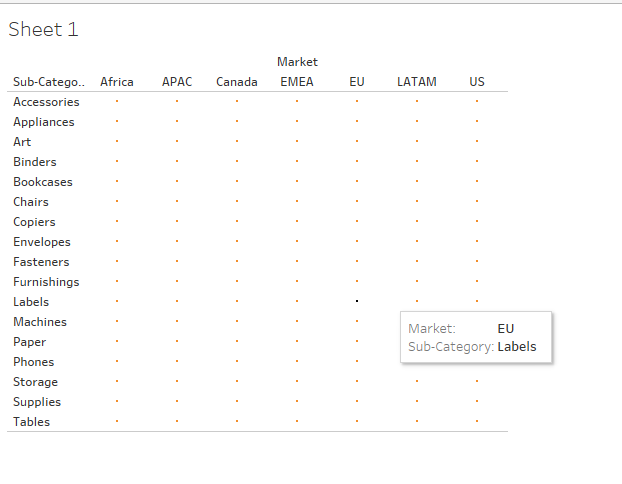 Sheet 1
Market
Sub-Catego.. Africa APAC Canada EMEA EU LATAM US
Accessories
Appliances
Art
Binders
Bookcases
Chairs
Copiers
Envelopes
Fasteners
Furnishings
Labels
Machines
Market: EU
Paper
Sub-Category: Labels
Phones
Storage
Supplies
Tables